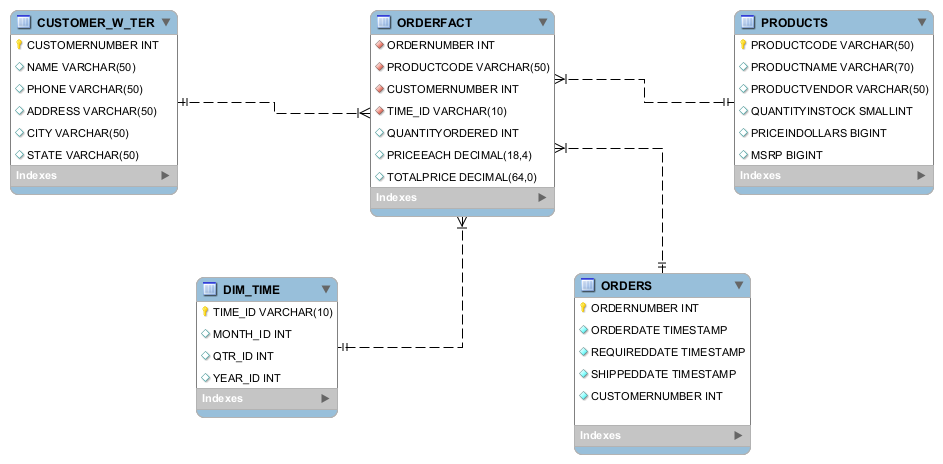 CUSTOMER_W_TER
CUSTOMERNUMBER INT
NAME VARCHAR(50)
PHONE VARCHAR(50)
ADDRESS VARCHAR(50)
CITY VARCHAR(50)
STATE VARCHAR(50)
Indexes
ORDERFACT
ORDERNUMBER INT
PRODUCTCODE VARCHAR(50)
CUSTOMERNUMBER INT
TIME_ID VARCHAR(10)
QUANTITYORDERED INT
PRICEEACH DECIMAL(18,4)
TOTALPRICE DECIMAL(64,0)
Indexes
PRODUCTS
PRODUCTCODE VARCHAR(50)
PRODUCTNAME VARCHAR(70)
PRODUCTVENDOR VARCHAR(50)
QUANTITYINSTOCK SMALLINT
PRICEINDOLLARS BIGINT
MSRP BIGINT
Indexes
DIM_TIME
TIME_ID VARCHAR(10)
MONTH_ID INT
QTR_ID INT
YEAR_ID INT
Indexes
ORDERS
ORDERNUMBER INT
ORDERDATE TIMESTAMP
REQUIREDDATE TIMESTAMP
SHIPPEDDATE TIMESTAMP
CUSTOMERNUMBER INT
Indexes